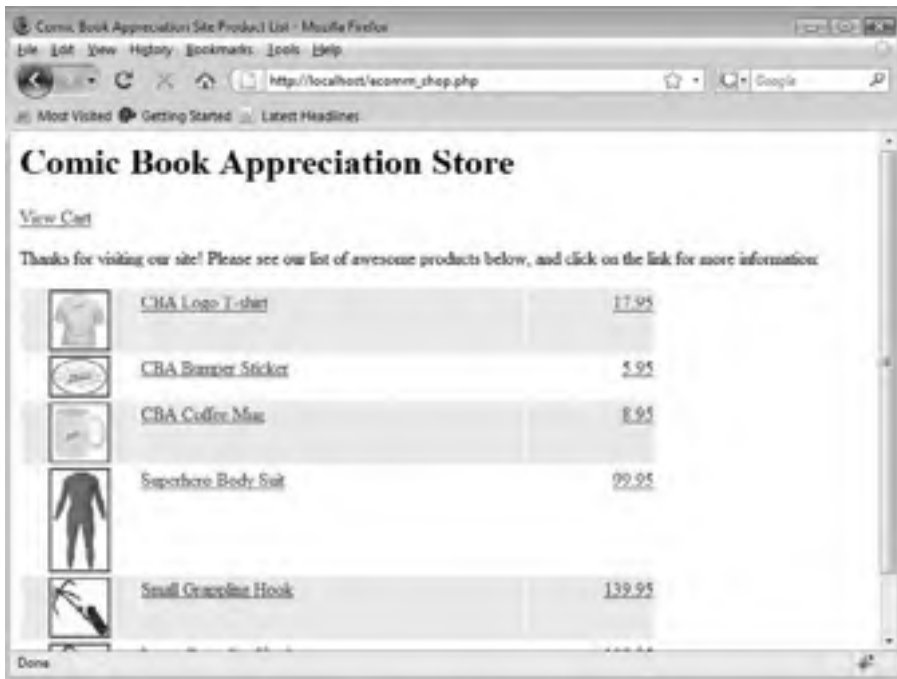 Comic Book Appreciation Site Product List - Mozilla Firefox
File Edit View History Bookmarks Tools Help
http://localhost/ecomm_shop.php
Google
Most Visited Getting Started Latest Headlines
Comic Book Appreciation Store
View Cart
Thanks for visiting our site! Please see our list of awesome products below, and click on the link for more information:
CBA Logo T-shirt 17.95
CBA Bumper Sticker 5.95
CBA Coffee Mug 8.95
Superhero Body Suit 99.95
Small Grappling Hook 139.95
Done